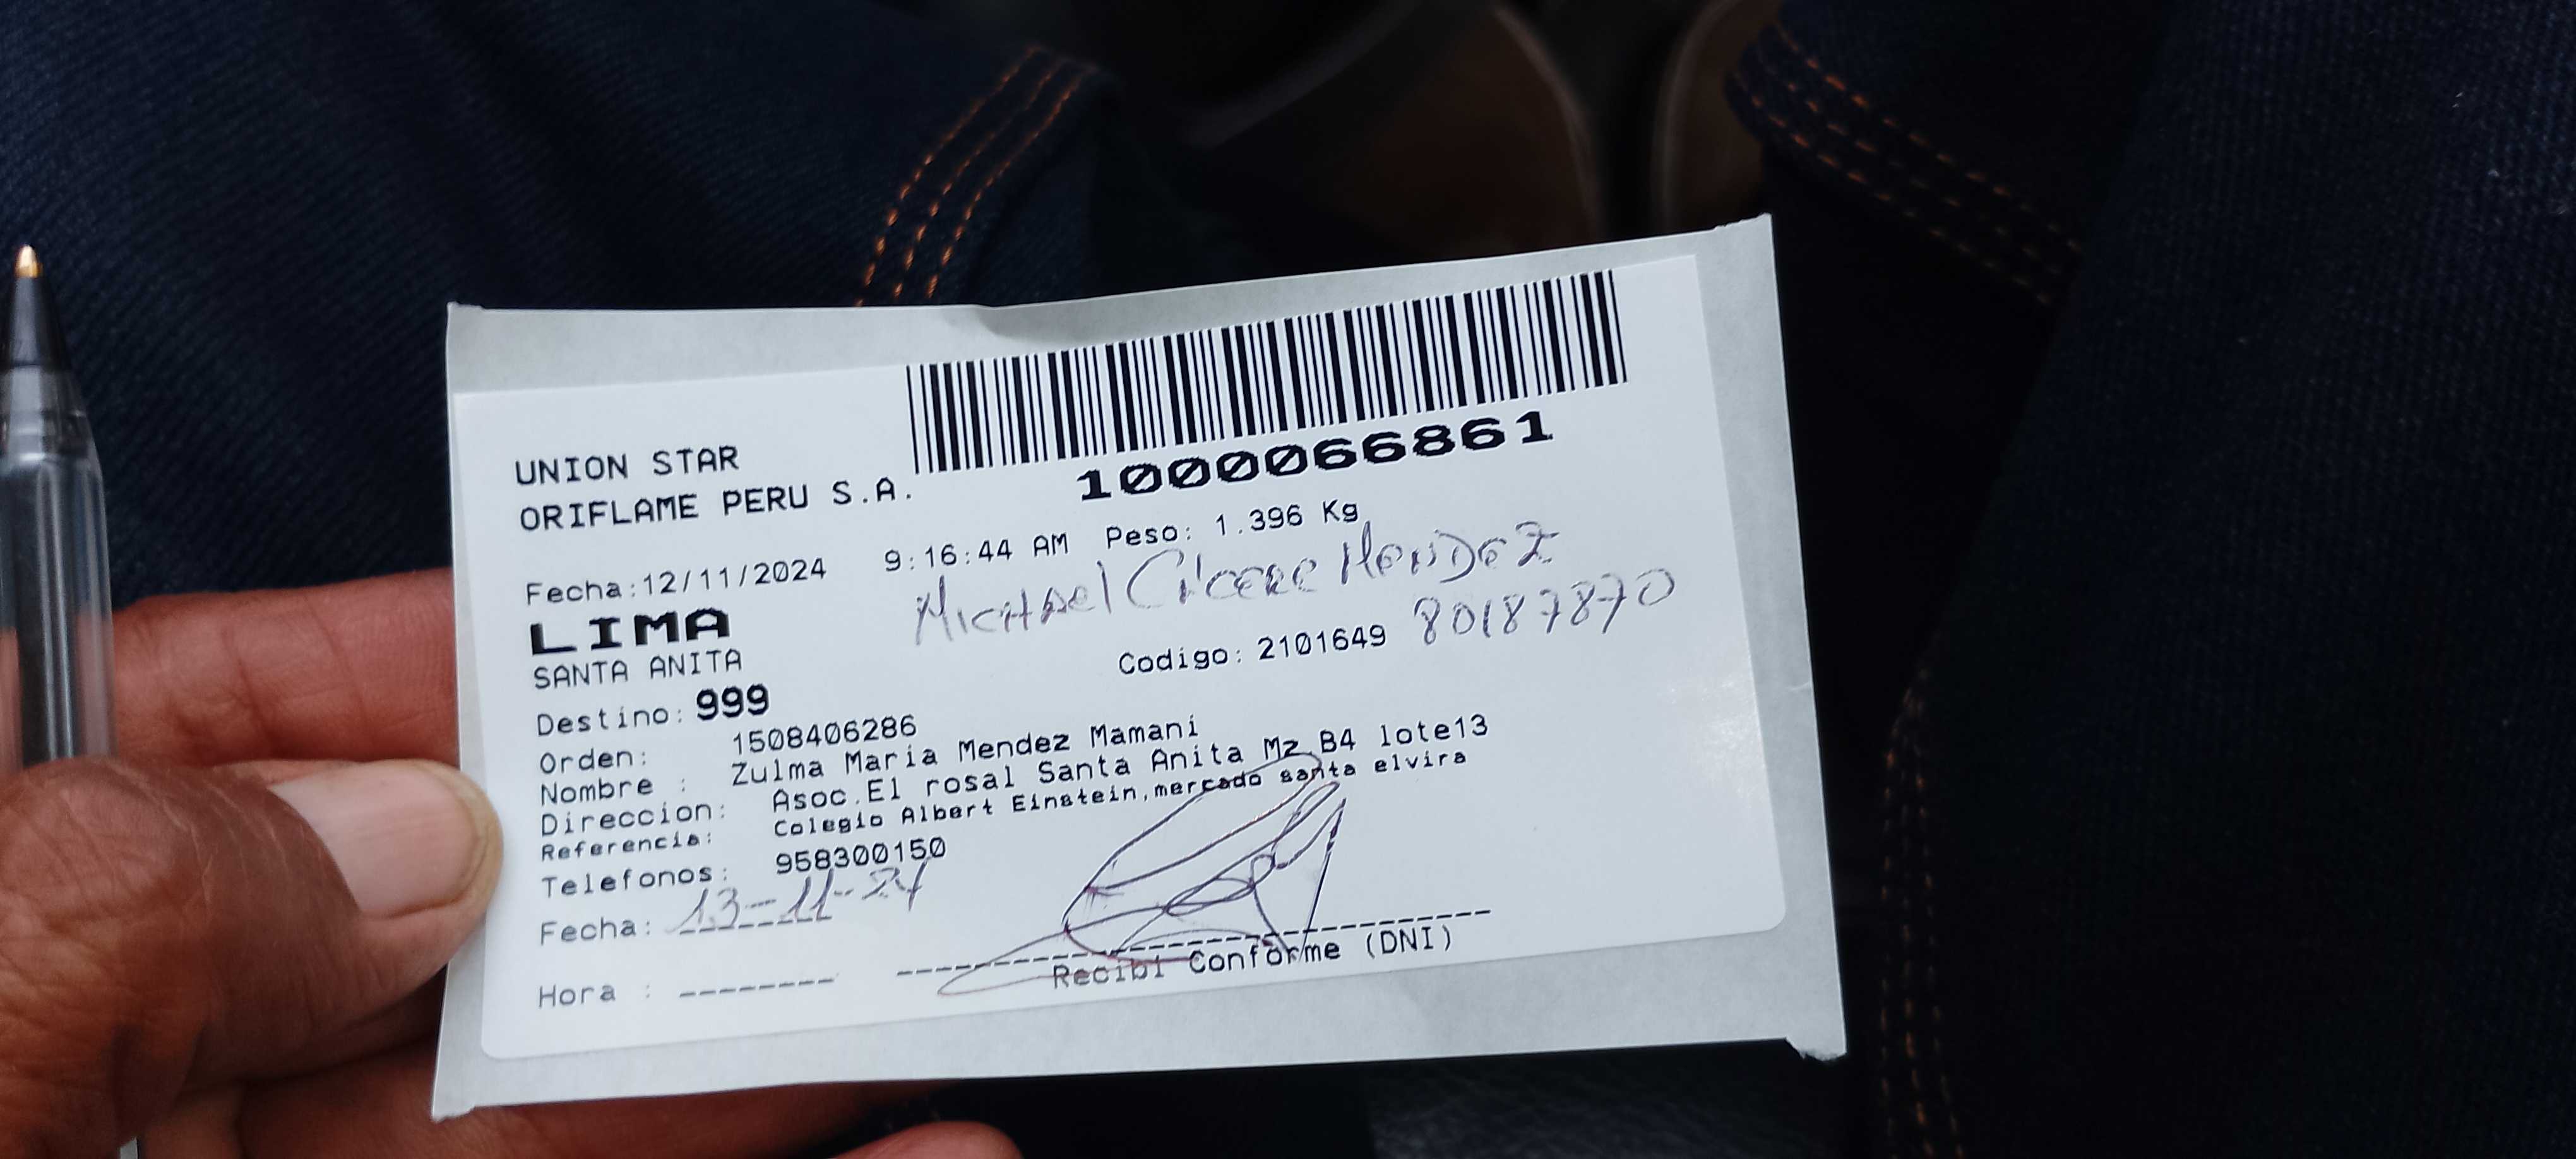 1000066861
UNION STAR
ORIFLAME PERU S.A.
Fecha:12/11/2024 9:16:44 AM Peso: 1.396 Kg
LIMA
Michael Mendez
SANTA ANITA
Codigo: 2101649 80187870
Destino: 999
Orden: 1508406286
Nombre : Zulma Maria Mendez Mamani
Direccion: Asoc.El rosal Santa Anita Mz B4 lote13
Referencia: Colegio Albert Einstein,mercado santa elvira
Telefonos: 958300150
Fecha: 13-11-24
Hora :
Recibi Conforme (DNI)